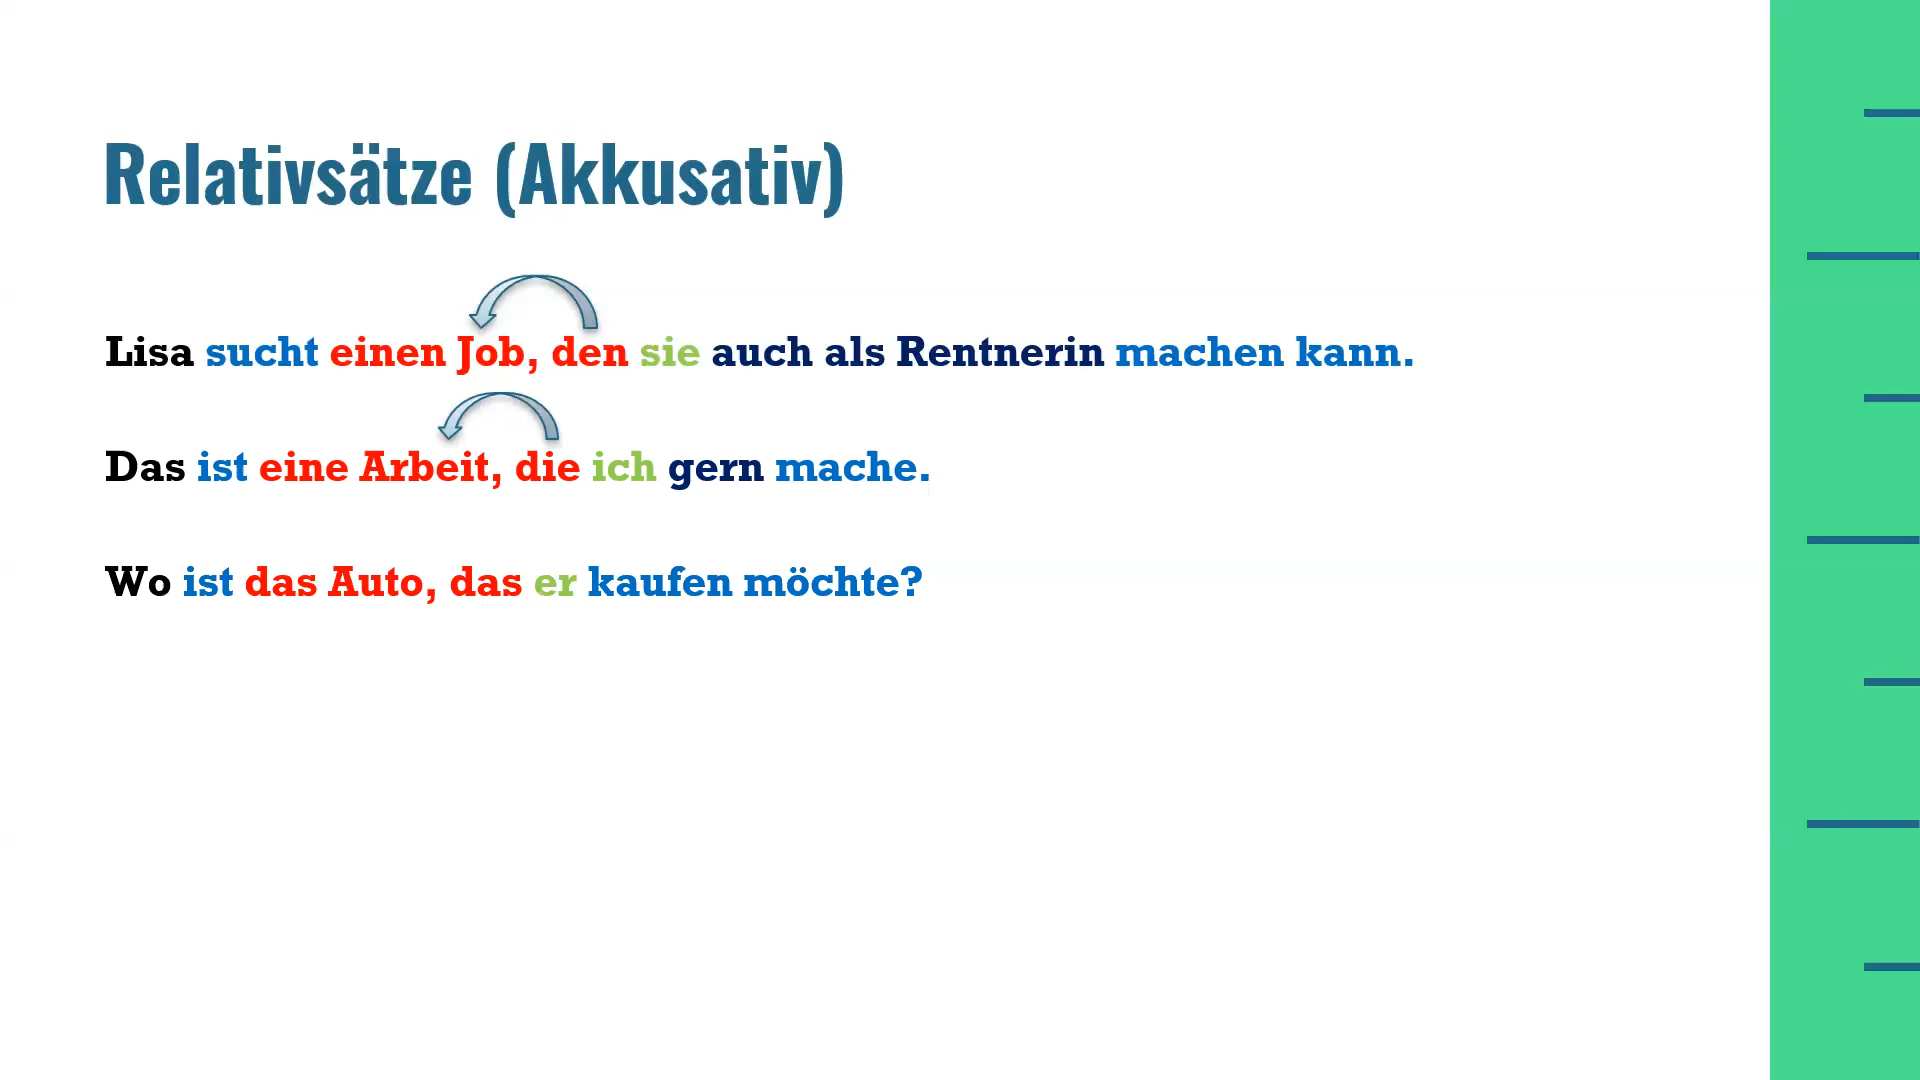 Relativsätze (Akkusativ)
Lisa sucht einen Job, den sie auch als Rentnerin machen kann.
Das ist eine Arbeit, die ich gern mache.
Wo ist das Auto, das er kaufen möchte?